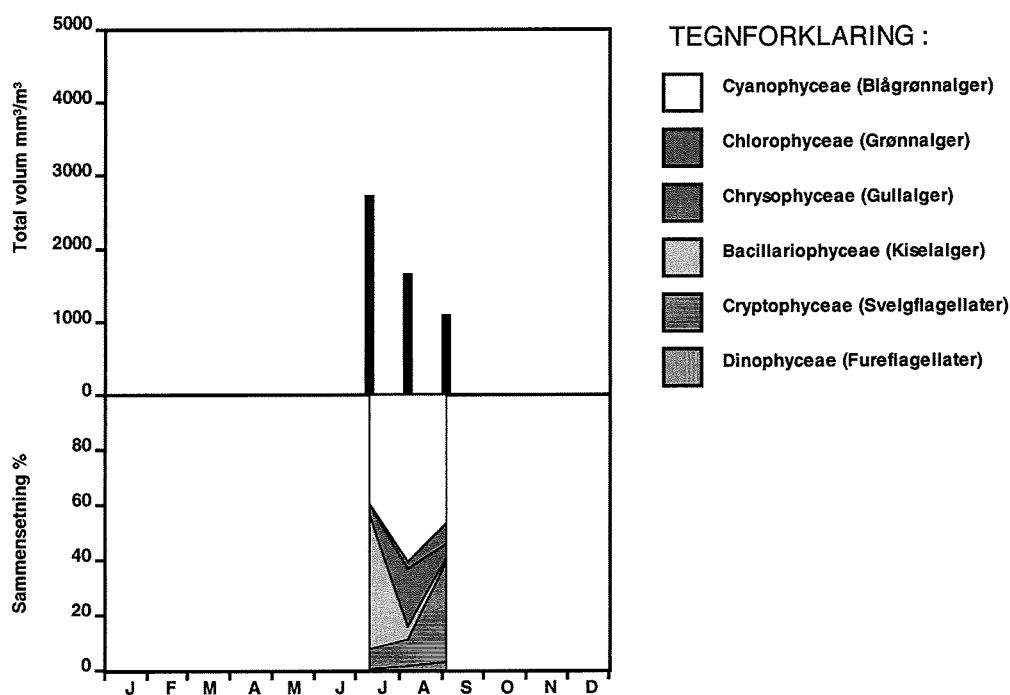 5000
4000
3000
2000
1000
0
Total volum mm³/m³
80
60
40
20
0
Sammensetning %
J F M A M J J A S O N D
TEGNFORKLARING :
Cyanophyceae (Blågrønnalger)
Chlorophyceae (Grønnalger)
Chrysophyceae (Gullalger)
Bacillariophyceae (Kiselalger)
Cryptophyceae (Svelgflagellater)
Dinophyceae (Fureflagellater)